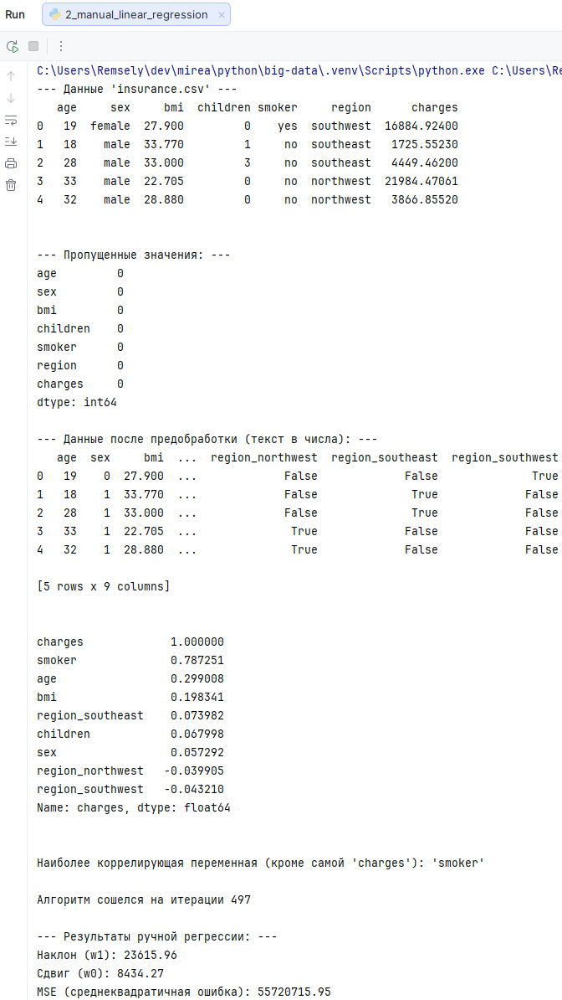 Run 2_manual_linear_regression
C:\Users\Remsely\dev\mirea\python\big-data\.venv\Scripts\python.exe C:\Users\Re
--- Данные 'insurance.csv' ---
   age     sex     bmi  children smoker     region      charges
0   19  female  27.900         0    yes  southwest  16884.92400
1   18    male  33.770         1     no  southeast   1725.55230
2   28    male  33.000         3     no  southeast   4449.46200
3   33    male  22.705         0     no  northwest  21984.47061
4   32    male  28.880         0     no  northwest   3866.85520
--- Пропущенные значения: ---
age         0
sex         0
bmi         0
children    0
smoker      0
region      0
charges     0
dtype: int64
--- Данные после предобработки (текст в числа): ---
   age  sex     bmi  ...  region_northwest  region_southeast  region_southwest
0   19    0  27.900  ...             False             False              True
1   18    1  33.770  ...             False              True             False
2   28    1  33.000  ...             False              True             False
3   33    1  22.705  ...              True             False             False
4   32    1  28.880  ...              True             False             False
[5 rows x 9 columns]
charges             1.000000
smoker              0.787251
age                 0.299008
bmi                 0.198341
region_southeast    0.073982
children            0.067998
sex                 0.057292
region_northwest   -0.039905
region_southwest   -0.043210
Name: charges, dtype: float64
Наиболее коррелирующая переменная (кроме самой 'charges'): 'smoker'
Алгоритм сошелся на итерации 497
--- Результаты ручной регрессии: ---
Наклон (w1): 23615.96
Сдвиг (w0): 8434.27
MSE (среднеквадратичная ошибка): 55720715.95